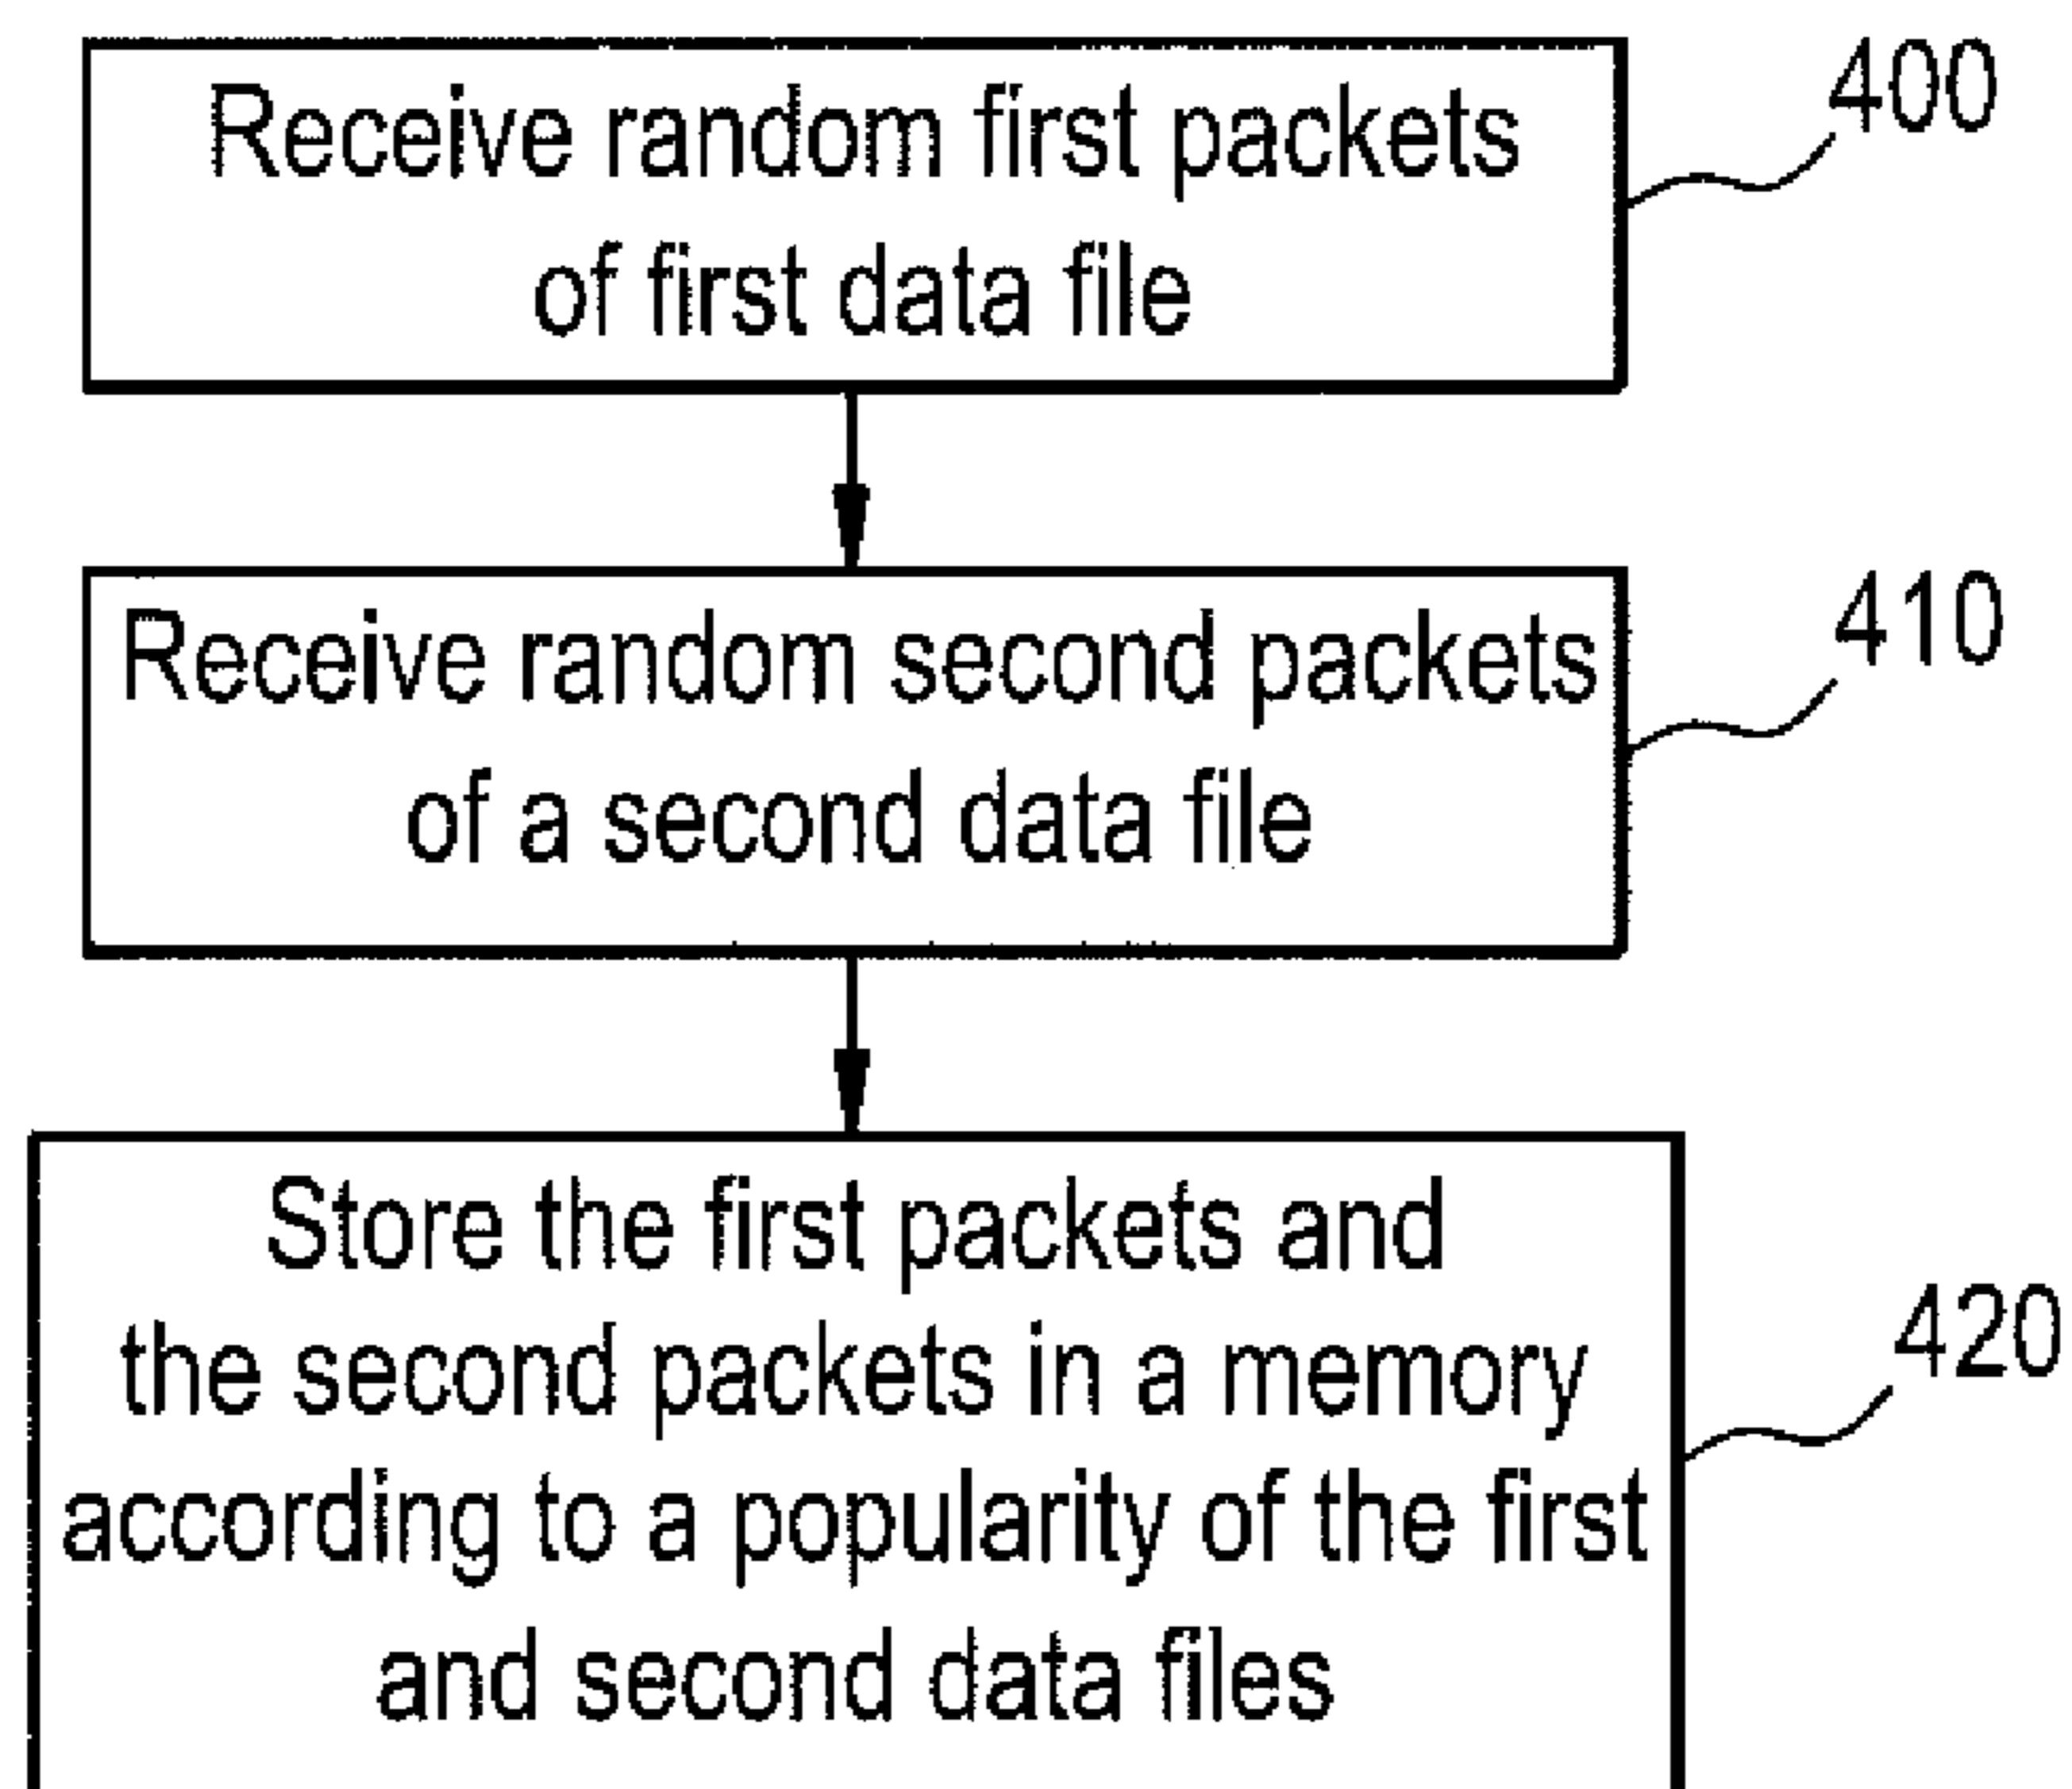 Receive random first packets
of first data file
400
Receive random second packets
of a second data file
410
Store the first packets and
the second packets in a memory
according to a popularity of the first
and second data files
420